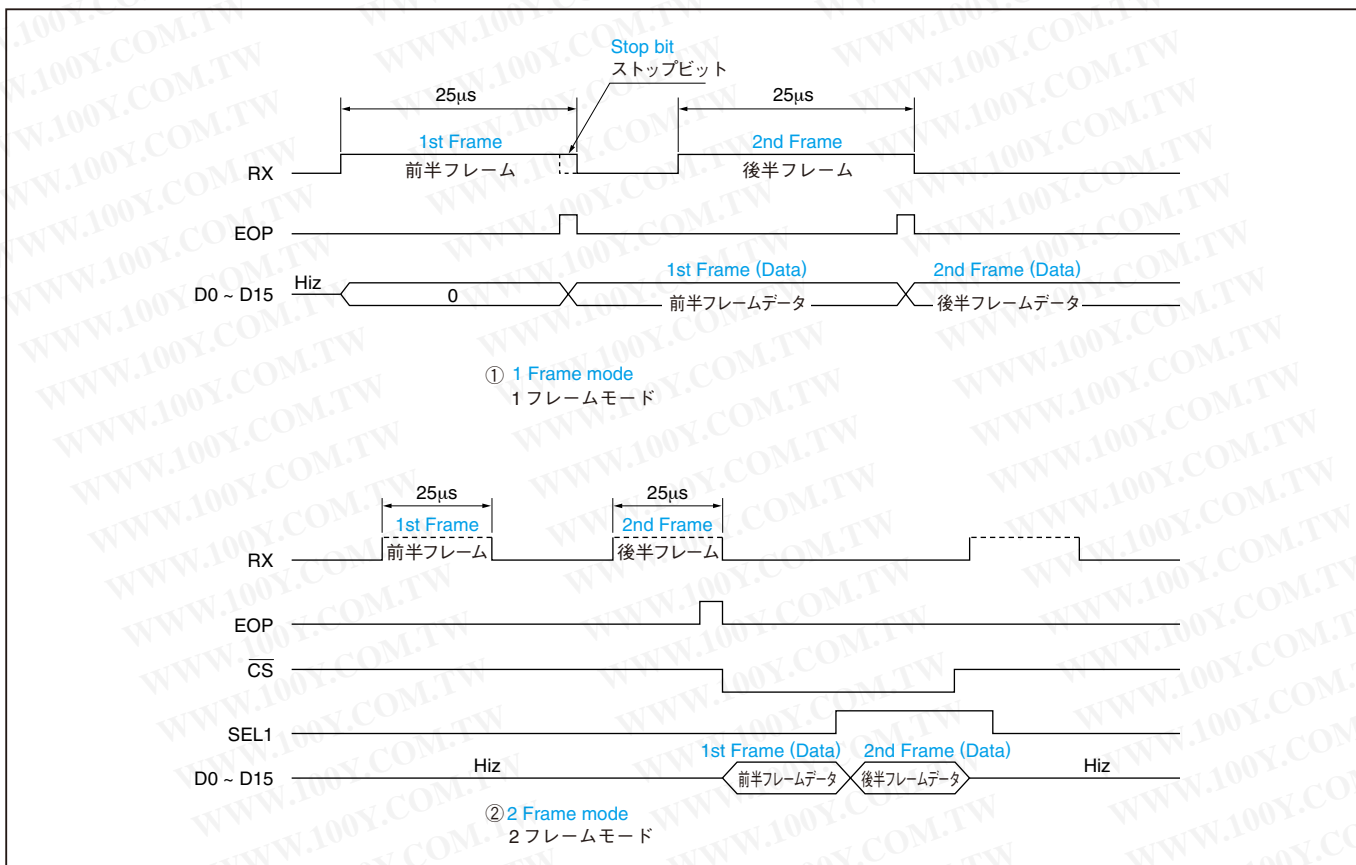 Stop bit
ストップビット
25μs
25μs
1st Frame
2nd Frame
RX
前半フレーム
後半フレーム
EOP
1st Frame (Data)
2nd Frame (Data)
Hiz
D0 ~ D15
0
前半フレームデータ
後半フレームデータ
① 1 Frame mode
1 フレームモード
25μs
25μs
1st Frame
2nd Frame
RX
前半フレーム
後半フレーム
EOP
CS
SEL1
1st Frame (Data)
2nd Frame (Data)
D0 ~ D15
Hiz
前半フレームデータ
後半フレームデータ
Hiz
② 2 Frame mode
2 フレームモード
WWW.100Y.COM.TW